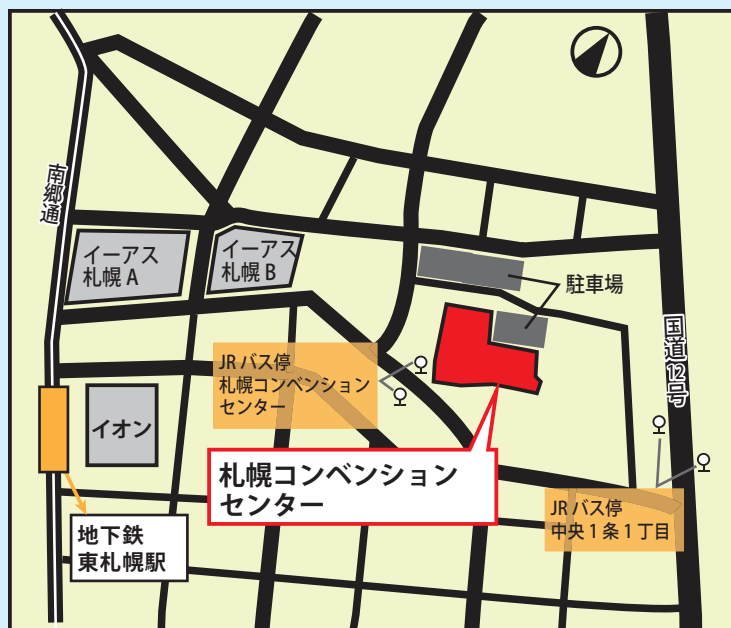 南郷通
イーアス
札幌 A
イーアス
札幌 B
駐車場
国道12号
JR バス停
札幌コンベンション
センター
イオン
札幌コンベンション
センター
JR バス停
中央1条1丁目
地下鉄
東札幌駅